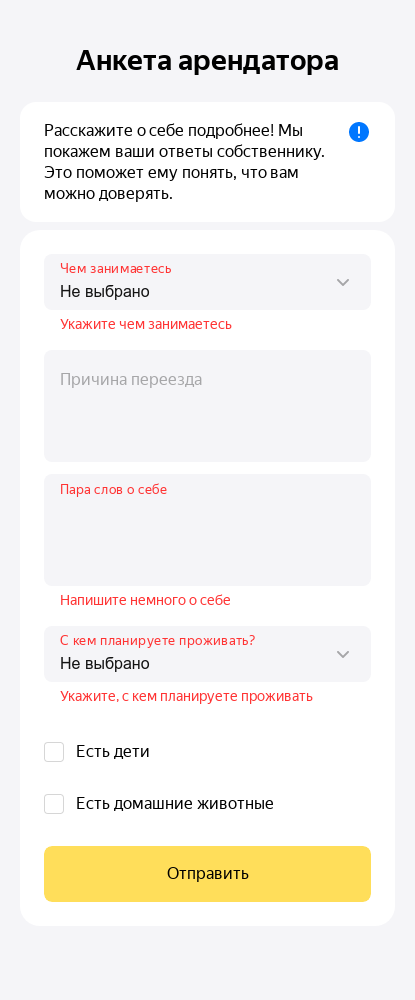 Анкета арендатора
Расскажите о себе подробнее! Мы
покажем ваши ответы собственнику.
Это поможет ему понять, что вам
можно доверять.
Чем занимаетесь
Не выбрано
Укажите чем занимаетесь
Причина переезда
Пара слов о себе
Напишите немного о себе
С кем планируете проживать?
Не выбрано
Укажите, с кем планируете проживать
Есть дети
Есть домашние животные
Отправить